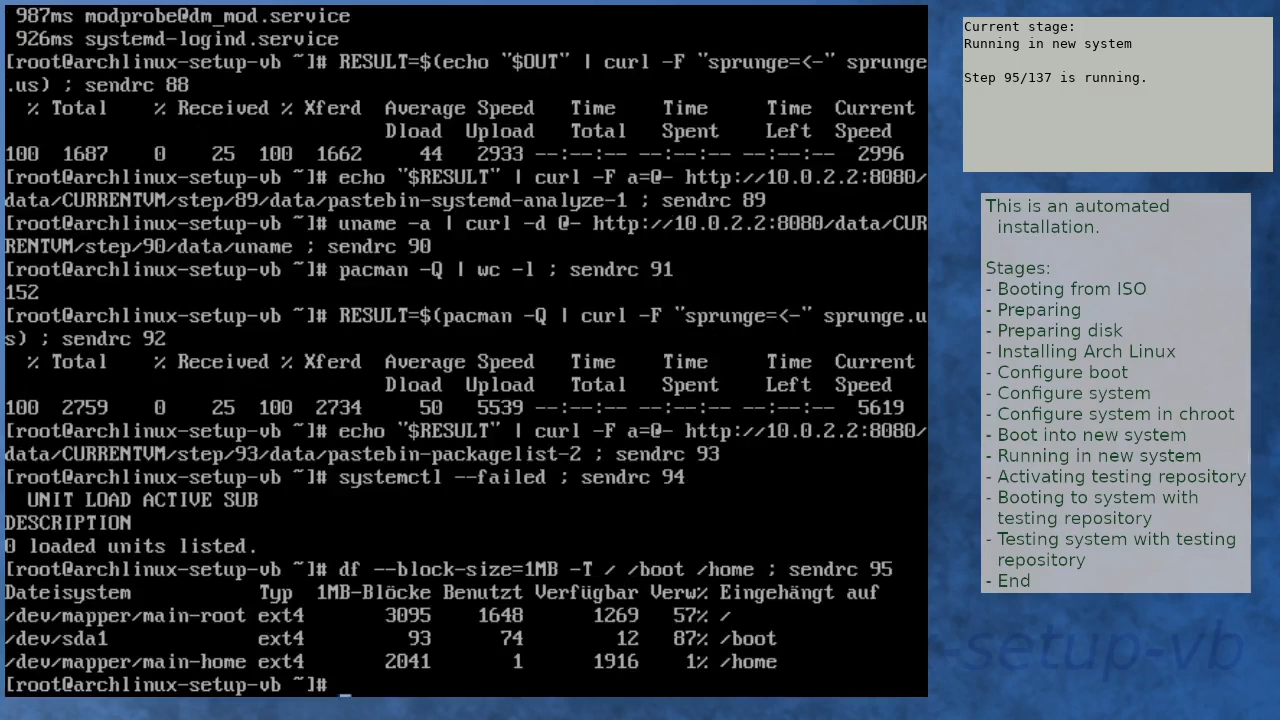 987ms modprobe@dm_mod.service
926ms systemd-logind.service
[root@archlinux-setup-vb ~]# RESULT=$(echo "$OUT" | curl -F "sprunge=<-" sprunge
.us) ; sendrc 88
% Total % Received % Xferd Average Speed Time Time Time Current
Dload Upload Total Spent Left Speed
100 1687 0 25 100 1662 44 2933 --:--:-- --:--:-- --:--:-- 2996
[root@archlinux-setup-vb ~]# echo "$RESULT" | curl -F a=@- http://10.0.2.2:8080/
data/CURRENTVM/step/89/data/pastebin-systemd-analyze-1 ; sendrc 89
[root@archlinux-setup-vb ~]# uname -a | curl -d @- http://10.0.2.2:8080/data/CUR
RENTVM/step/90/data/uname ; sendrc 90
[root@archlinux-setup-vb ~]# pacman -Q | wc -l ; sendrc 91
152
[root@archlinux-setup-vb ~]# RESULT=$(pacman -Q | curl -F "sprunge=<-" sprunge.u
s) ; sendrc 92
% Total % Received % Xferd Average Speed Time Time Time Current
Dload Upload Total Spent Left Speed
100 2759 0 25 100 2734 50 5539 --:--:-- --:--:-- --:--:-- 5619
[root@archlinux-setup-vb ~]# echo "$RESULT" | curl -F a=@- http://10.0.2.2:8080/
data/CURRENTVM/step/93/data/pastebin-packagelist-2 ; sendrc 93
[root@archlinux-setup-vb ~]# systemctl --failed ; sendrc 94
UNIT LOAD ACTIVE SUB
DESCRIPTION
0 loaded units listed.
[root@archlinux-setup-vb ~]# df --block-size=1MB -T / /boot /home ; sendrc 95
Dateisystem Typ 1MB-Blöcke Benutzt Verfügbar Verw% Eingehängt auf
/dev/mapper/main-root ext4 3095 1648 1269 57% /
/dev/sda1 ext4 93 74 12 87% /boot
/dev/mapper/main-home ext4 2041 1 1916 1% /home
[root@archlinux-setup-vb ~]#
Current stage:
Running in new system
Step 95/137 is running.
This is an automated
installation.
Stages:
- Booting from ISO
- Preparing
- Preparing disk
- Installing Arch Linux
- Configure boot
- Configure system
- Configure system in chroot
- Boot into new system
- Running in new system
- Activating testing repository
- Booting to system with
testing repository
- Testing system with testing
repository
- End
-setup-vb